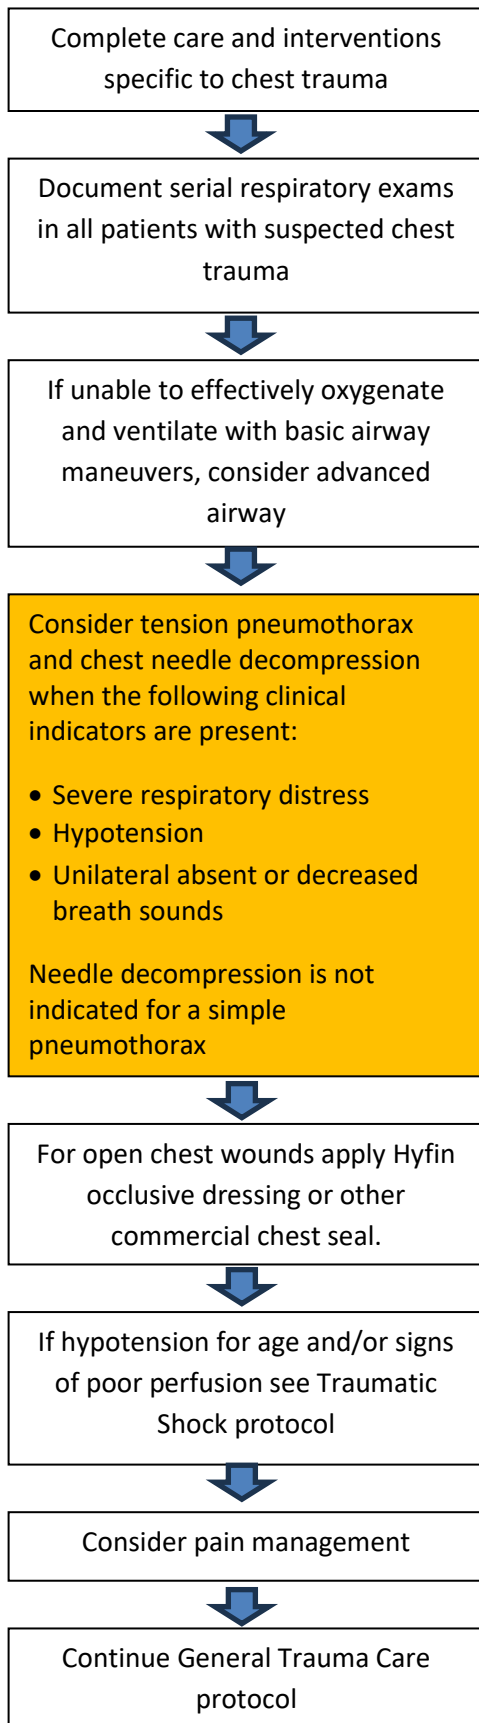 Complete care and interventions
specific to chest trauma
Document serial respiratory exams
in all patients with suspected chest
trauma
If unable to effectively oxygenate
and ventilate with basic airway
maneuvers, consider advanced
airway
Consider tension pneumothorax
and chest needle decompression
when the following clinical
indicators are present:
• Severe respiratory distress
• Hypotension
• Unilateral absent or decreased
breath sounds
Needle decompression is not
indicated for a simple
pneumothorax
For open chest wounds apply Hyfin
occlusive dressing or other
commercial chest seal.
If hypotension for age and/or signs
of poor perfusion see Traumatic
Shock protocol
Consider pain management
Continue General Trauma Care
protocol